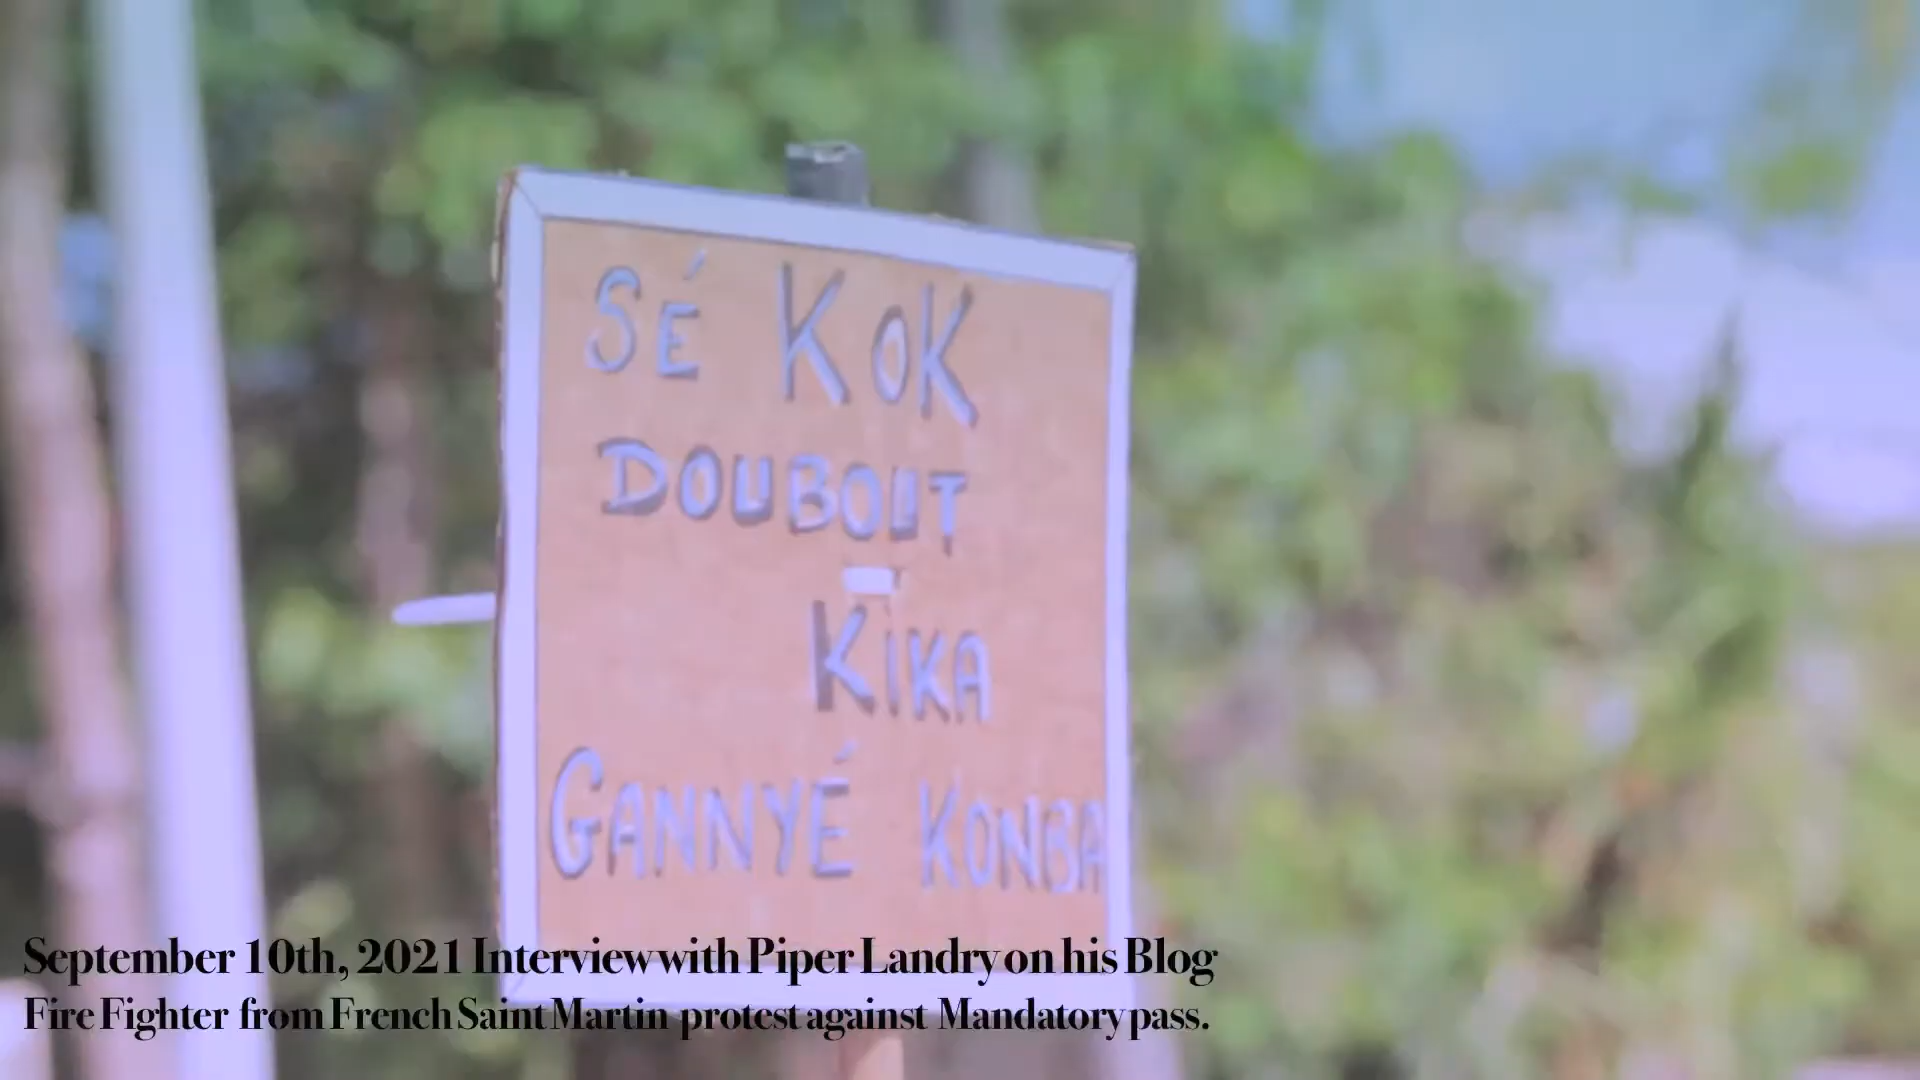 SÉ KOK
DOUBOUT
KiKA
GANNYÉ KONBA
September 10th, 2021 Interview with Piper Landry on his Blog
Fire Fighter from French Saint Martin protest against Mandatory pass.